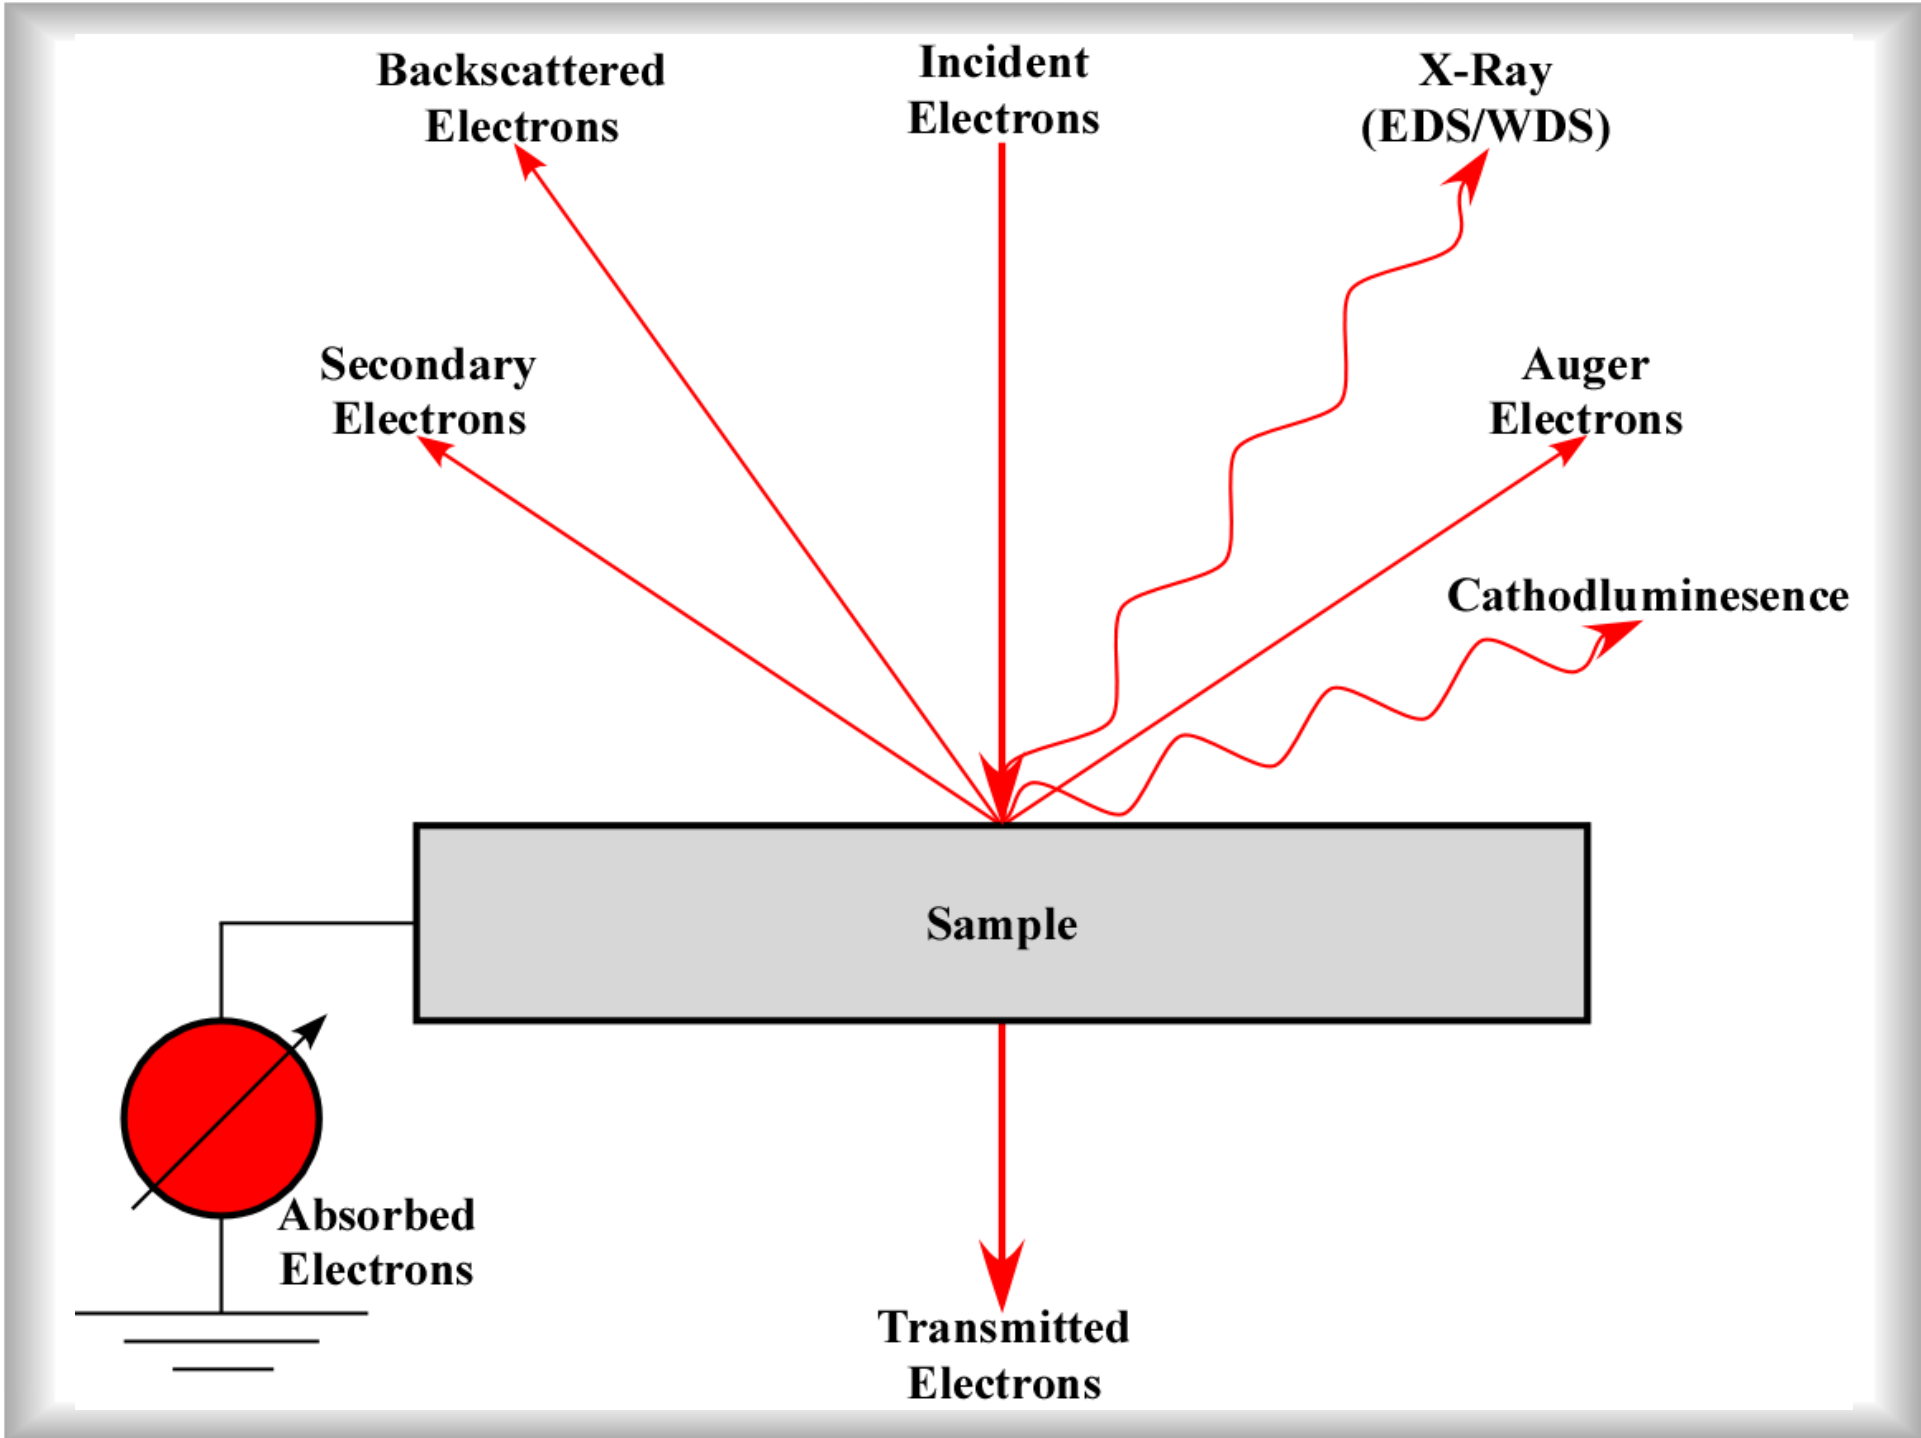 Backscattered
Electrons
Incident
Electrons
X-Ray
(EDS/WDS)
Secondary
Electrons
Auger
Electrons
Cathodluminesence
Sample
Absorbed
Electrons
Transmitted
Electrons